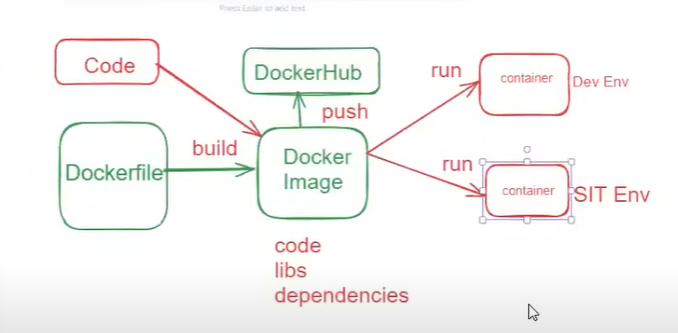 Press Enter to add text
Code
DockerHub
run
container
Dev Env
push
build
Dockerfile
Docker
Image
run
container
SIT Env
code
libs
dependencies